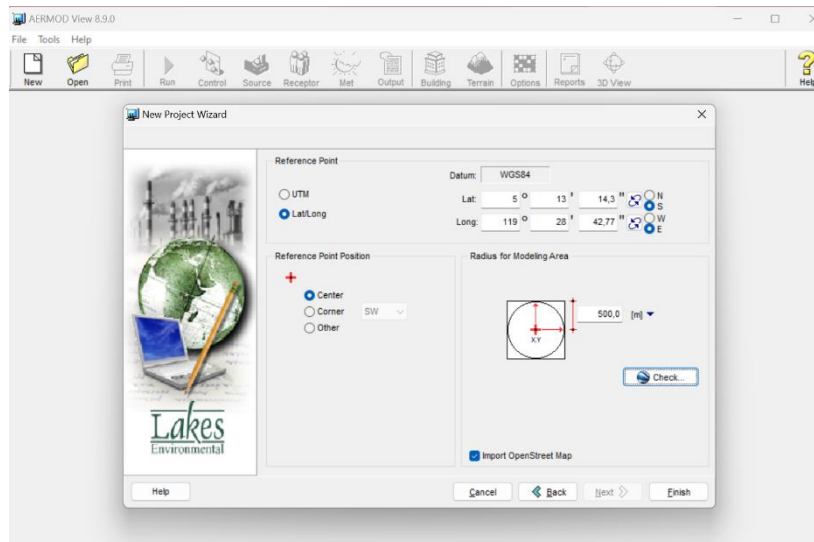 AERMOD View 8.9.0
File Tools Help
New Open Print Run Control Source Receptor Met Output Building Terrain Options Reports 3D View Help
New Project Wizard
Reference Point
Datum: WGS84
UTM
Lat/Long
Lat: 5 ° 13 ' 14,3 " N S
Long: 119 ° 28 ' 42,77 " W E
Reference Point Position
Center
Corner SW
Other
Radius for Modeling Area
X,Y
500,0 [m]
Check...
Import OpenStreet Map
Lakes
Environmental
Help Cancel Back Next Finish